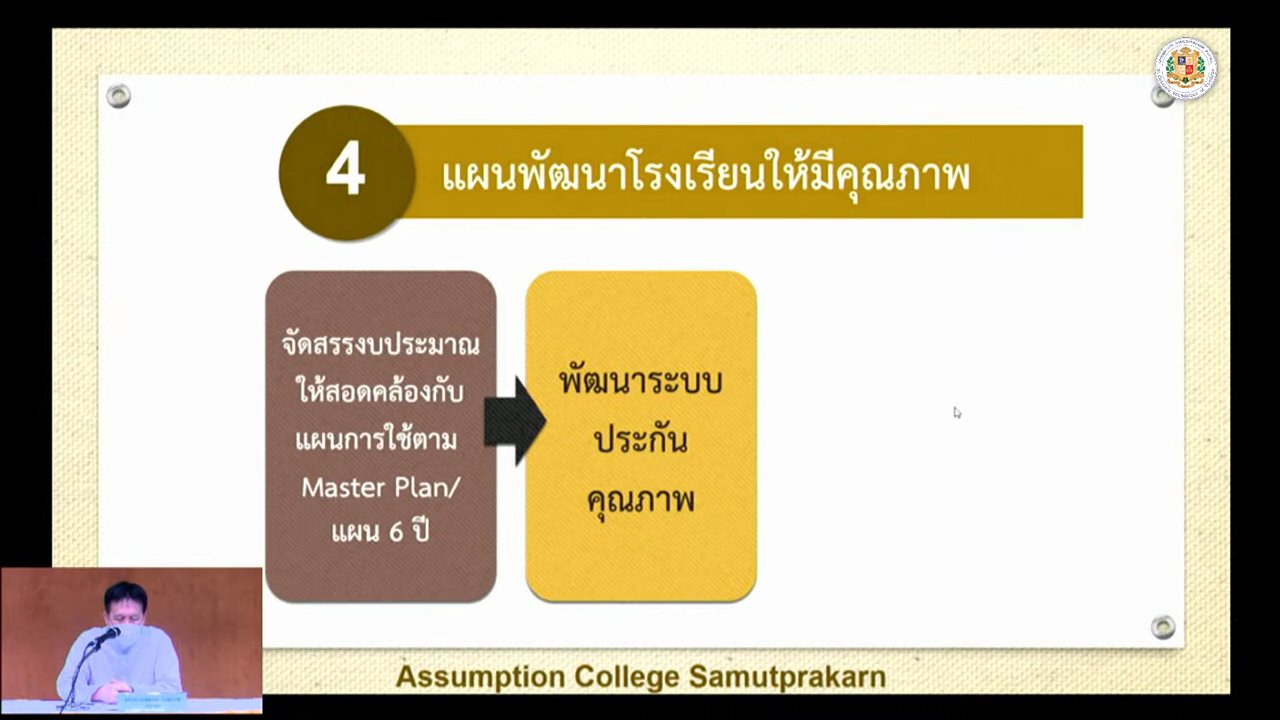 4
แผนพัฒนาโรงเรียนให้มีคุณภาพ
จัดสรรงบประมาณ
ให้สอดคล้องกับ
แผนการใช้ตาม
Master Plan/
แผน 6 ปี
พัฒนาระบบ
ประกัน
คุณภาพ
Assumption College Samutprakarn